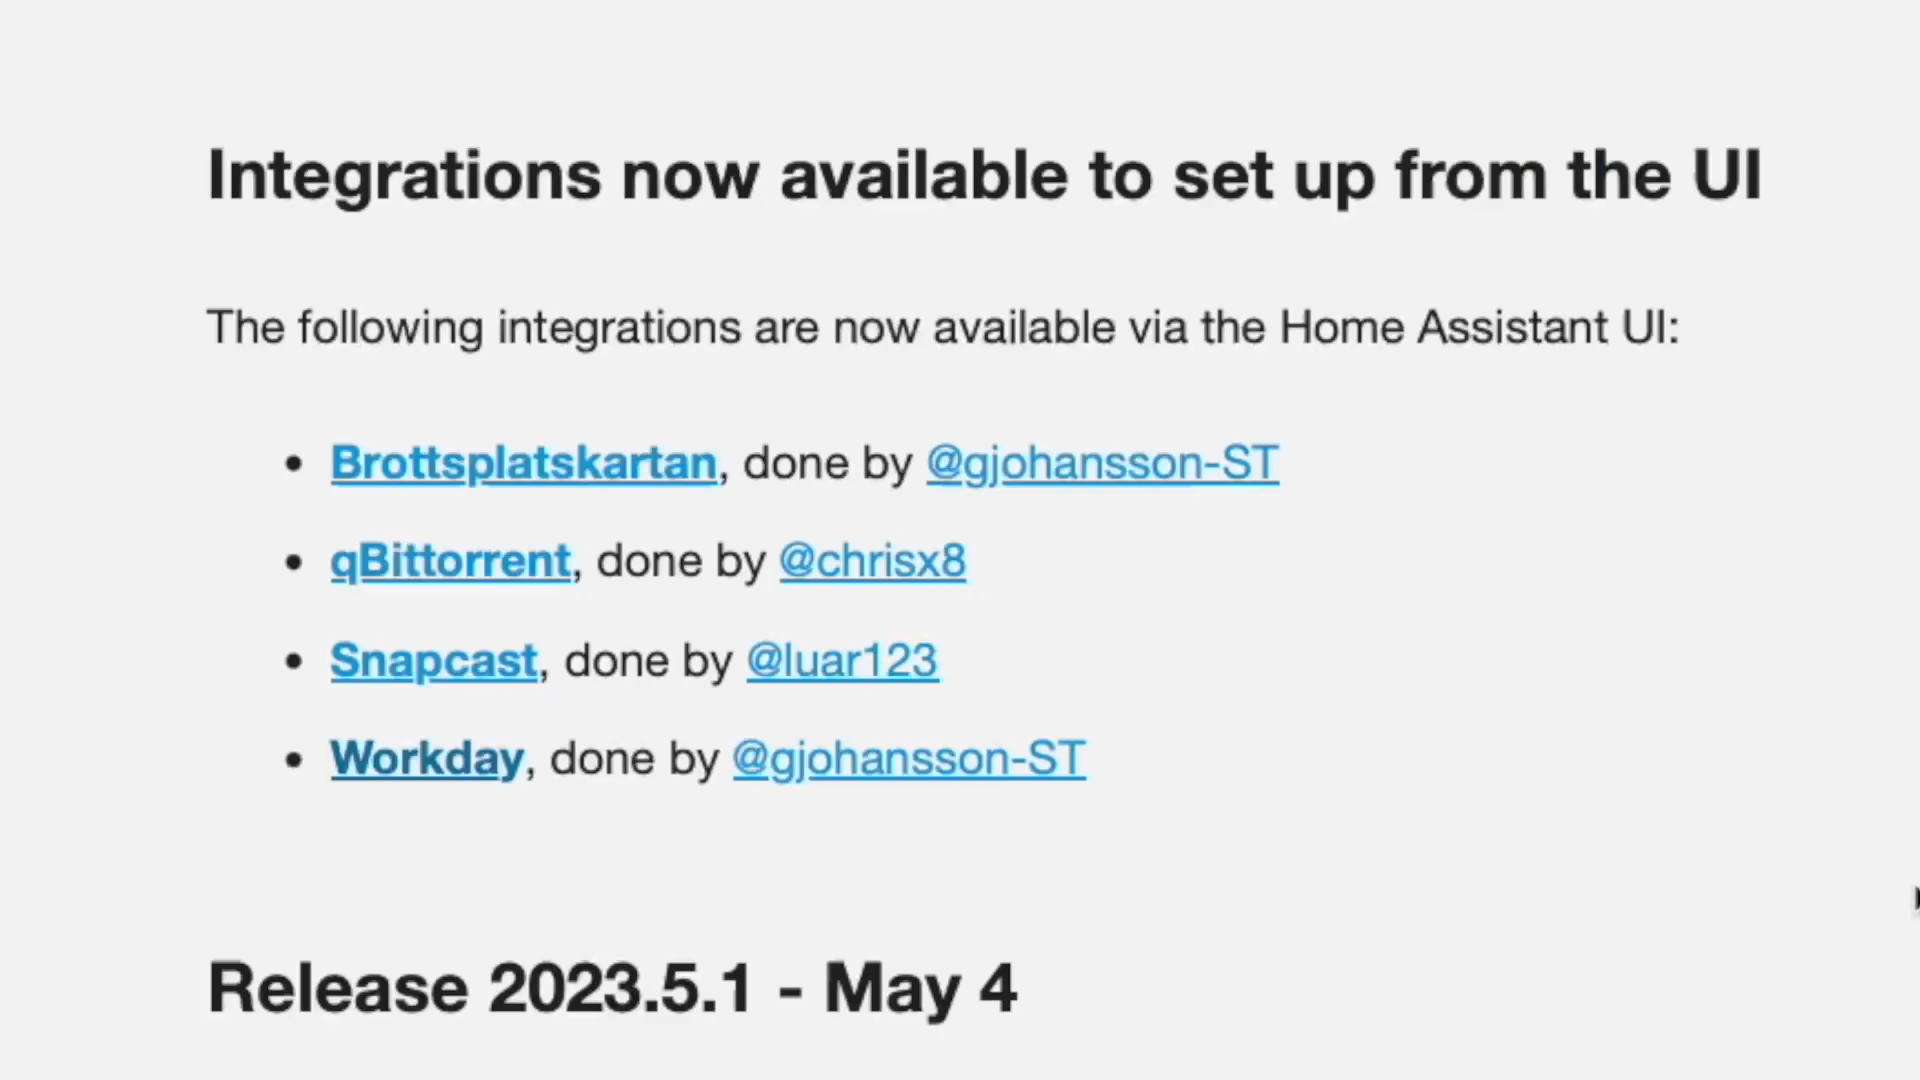 Integrations now available to set up from the UI
The following integrations are now available via the Home Assistant UI:
• Brottsplatskartan, done by @gjohansson-ST
• qBittorrent, done by @chrisx8
• Snapcast, done by @luar123
• Workday, done by @gjohansson-ST
Release 2023.5.1 - May 4